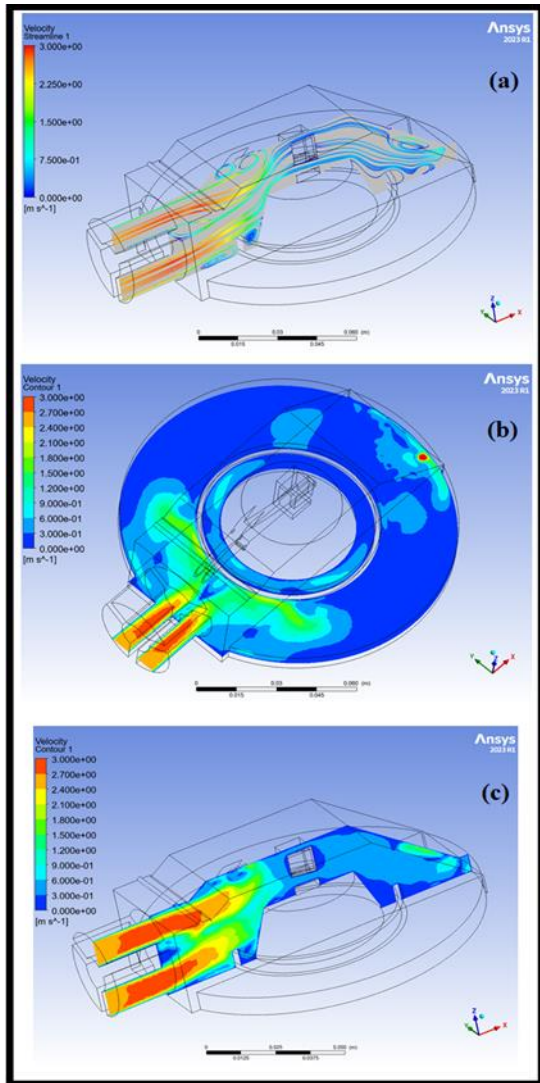 Velocity
Streamline 1
3.000e+00
2.250e+00
1.500e+00
7.500e-01
0.000e+00
[m s^-1]
Ansys
2023 R1
(a)
0 0.03 0.060 (m)
0.015 0.045
Z
Y X
Velocity
Contour 1
3.000e+00
2.700e+00
2.400e+00
2.100e+00
1.800e+00
1.500e+00
1.200e+00
9.000e-01
6.000e-01
3.000e-01
0.000e+00
[m s^-1]
Ansys
2023 R1
(b)
0 0.03 0.060 (m)
0.015 0.045
Y Z X
Velocity
Contour 1
3.000e+00
2.700e+00
2.400e+00
2.100e+00
1.800e+00
1.500e+00
1.200e+00
9.000e-01
6.000e-01
3.000e-01
0.000e+00
[m s^-1]
Ansys
2023 R1
(c)
0 0.025 0.050 (m)
0.0125 0.0375
Z
Y X